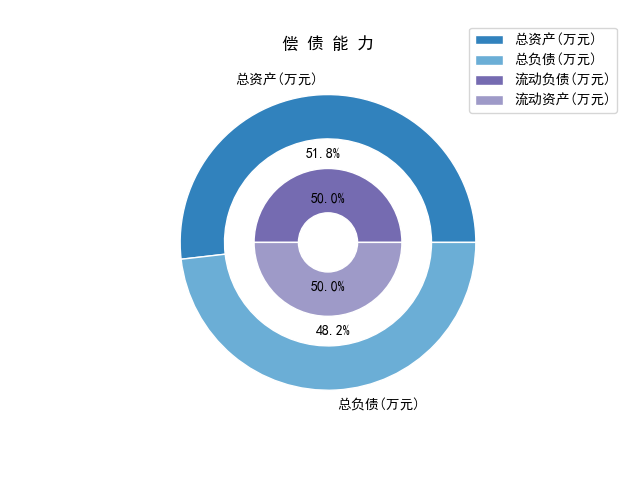 偿 债 能 力
总资产(万元)
总负债(万元)
流动负债(万元)
流动资产(万元)
总资产(万元)
51.8%
50.0%
50.0%
48.2%
总负债(万元)